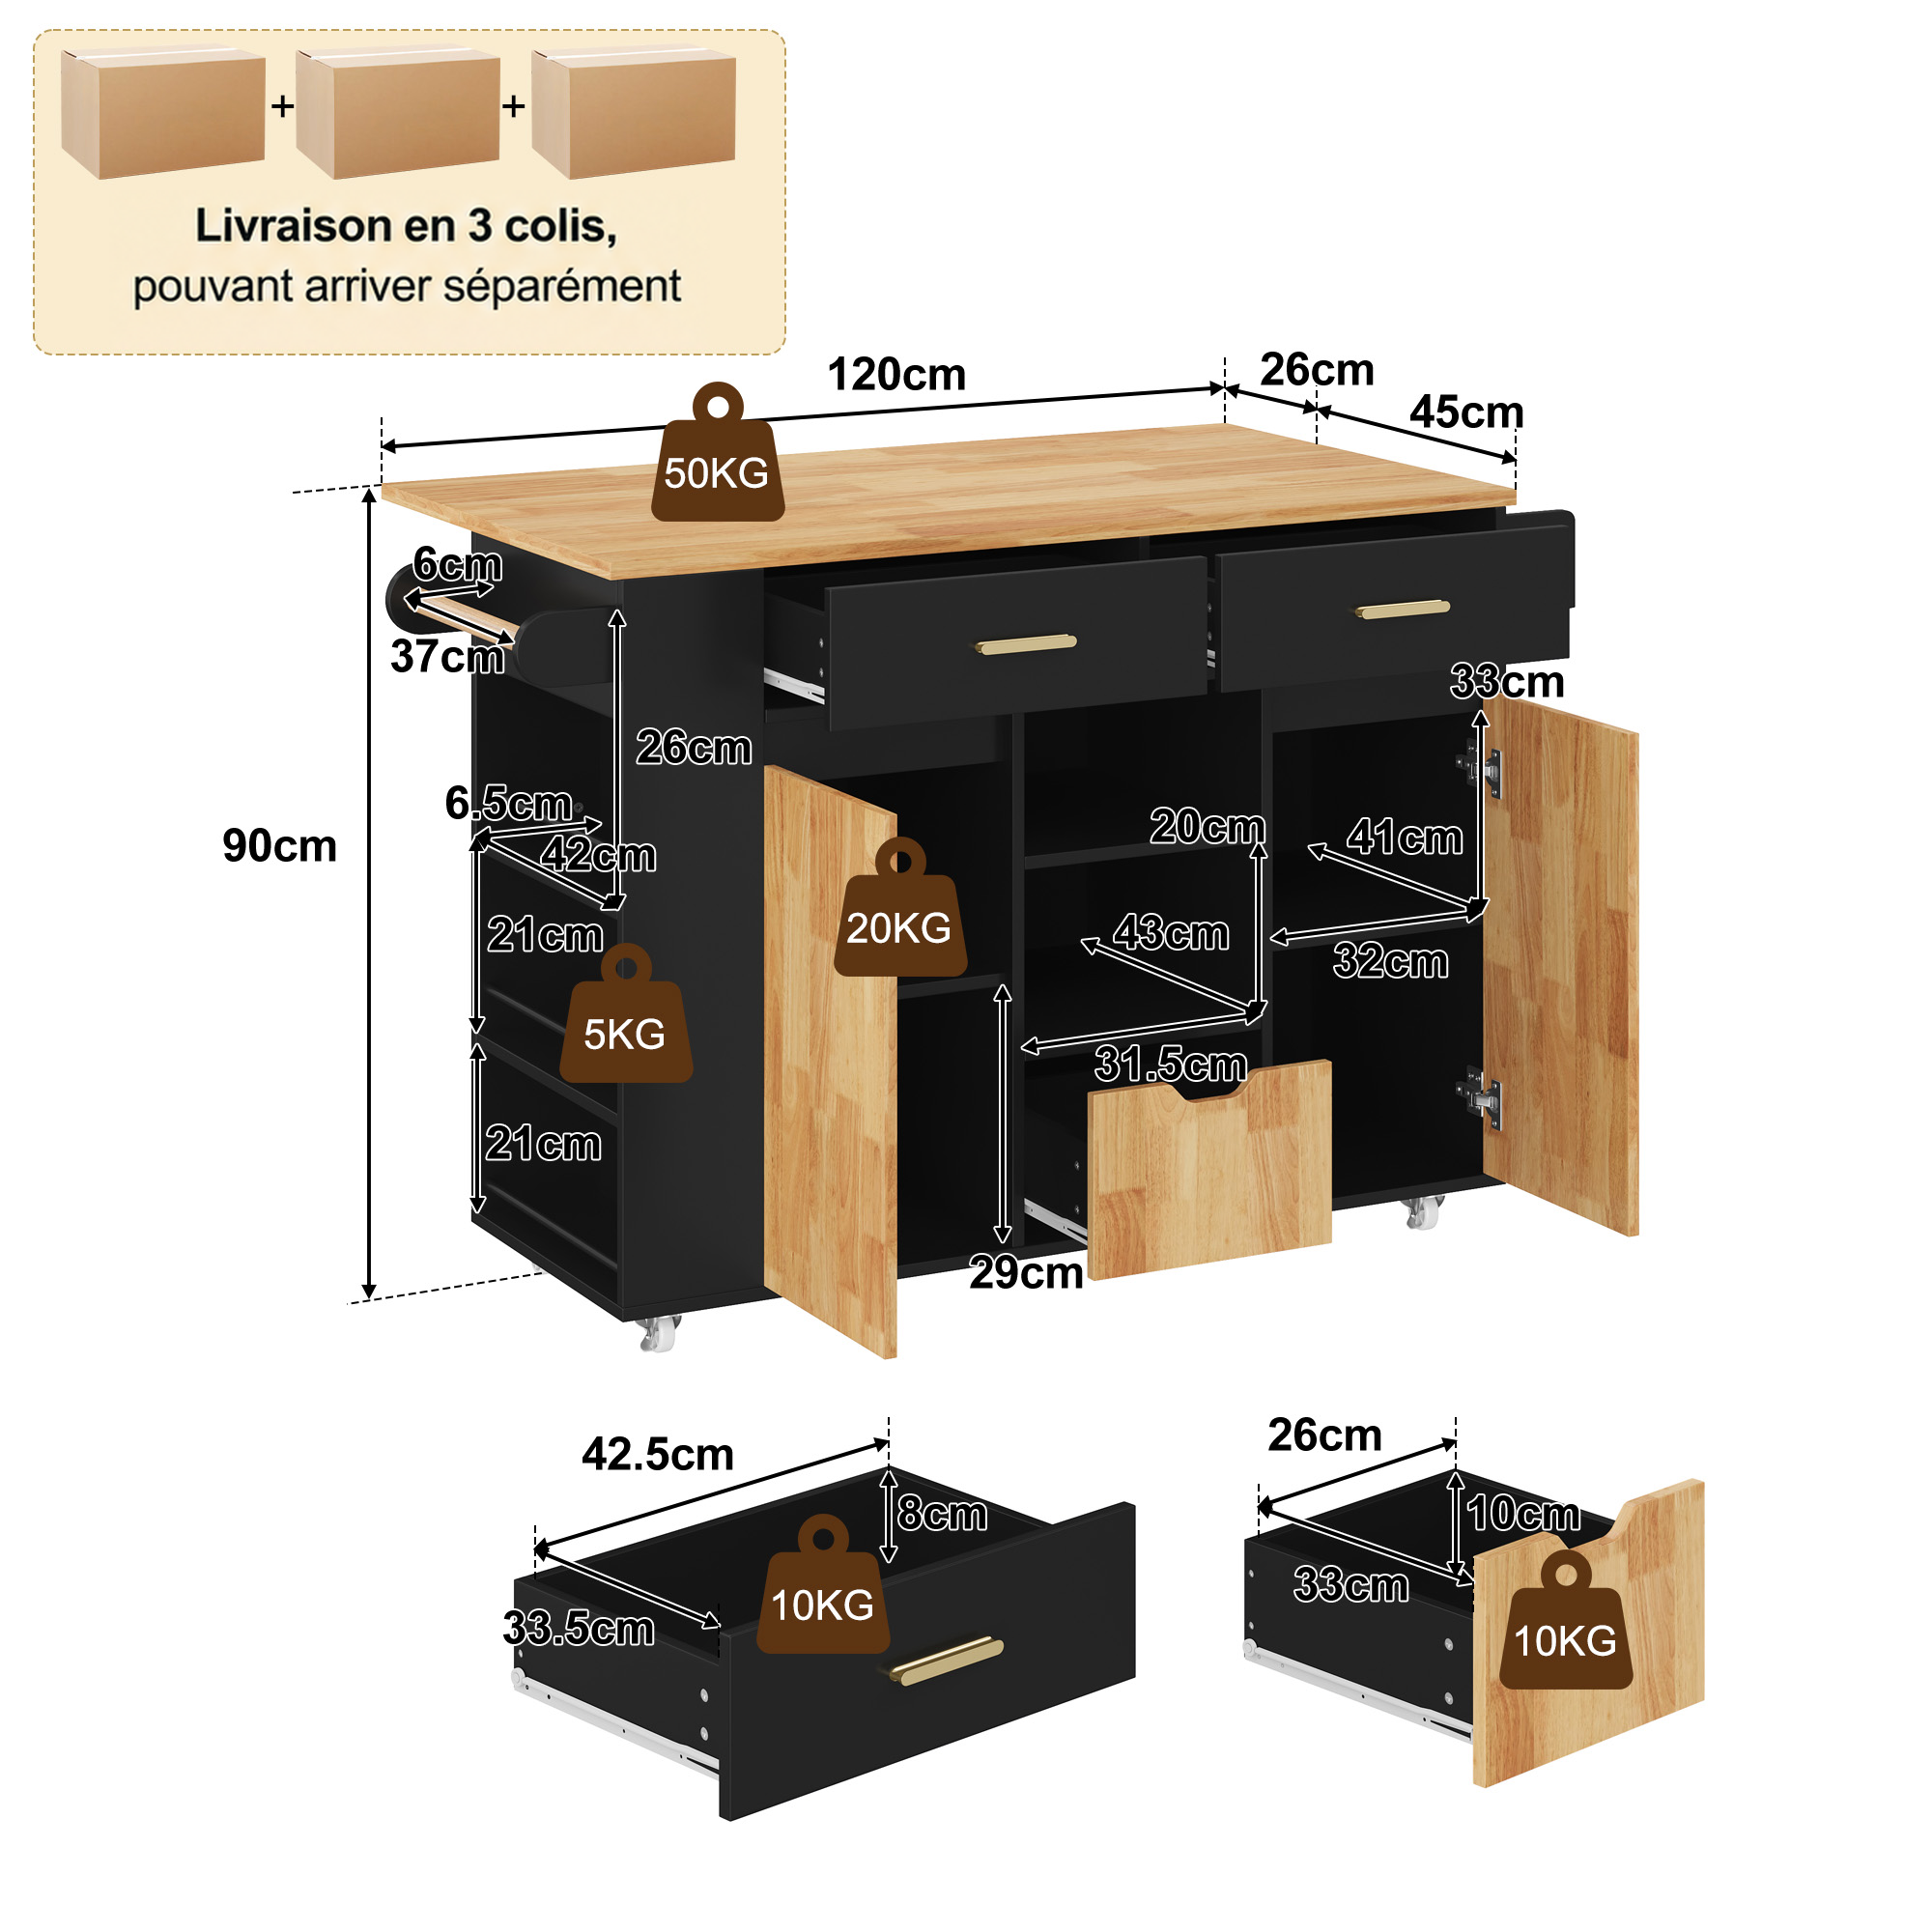 + +
Livraison en 3 colis,
pouvant arriver séparément
120cm
26cm
45cm
50KG
6cm
37cm
33cm
26cm
6.5cm
42cm
20cm
41cm
90cm
21cm
20KG
43cm
32cm
5KG
31.5cm
21cm
29cm
42.5cm
8cm
10KG
33.5cm
26cm
10cm
33cm
10KG